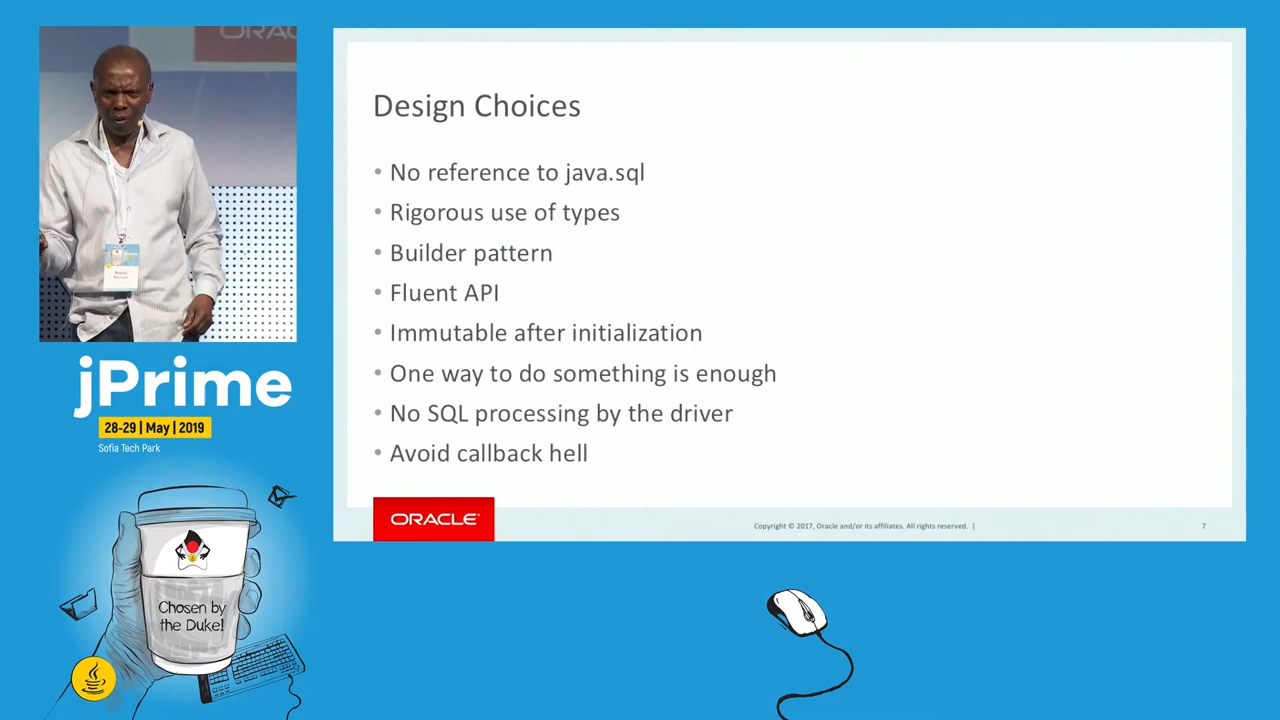 ORAC
Design Choices
• No reference to java.sql
• Rigorous use of types
• Builder pattern
• Fluent API
• Immutable after initialization
• One way to do something is enough
• No SQL processing by the driver
• Avoid callback hell
ORACLE
Copyright © 2017, Oracle and/or its affiliates. All rights reserved. |
7
jPrime
28-29 | May | 2019
Sofia Tech Park
Chosen by
the Duke!